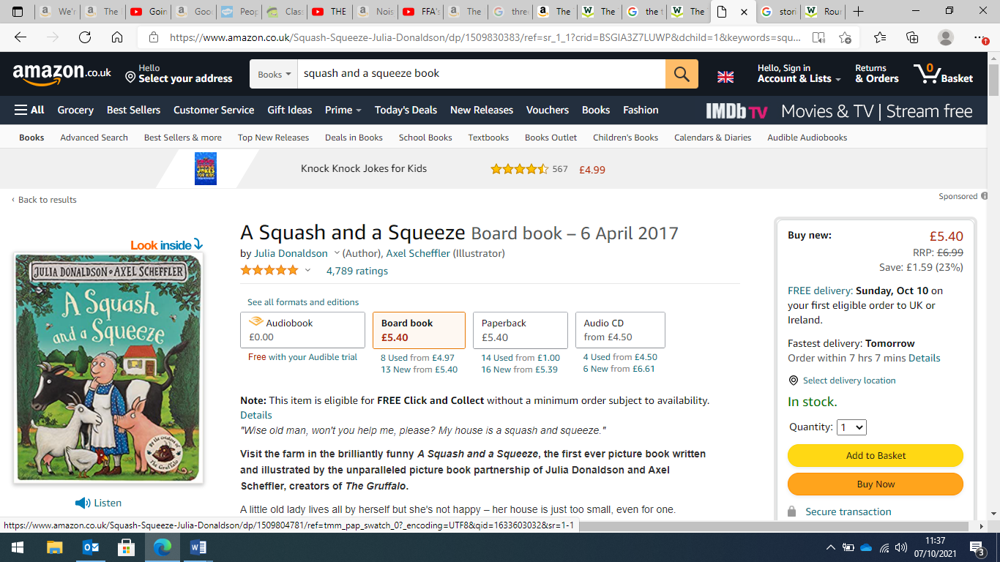 We'r
The
Goin
Goo
Peop
Class
THE
Nois
FFA's
The
thre
The
The
the t
The
stori
Rou
https://www.amazon.co.uk/Squash-Squeeze-Julia-Donaldson/dp/1509830383/ref=sr_1_1?crid=BSGIA3Z7LUWP&dchild=1&keywords=squ...
amazon.co.uk
Hello
Select your address
Books
squash and a squeeze book
Hello, Sign in
Account & Lists
Returns
& Orders
0
Basket
All
Grocery
Best Sellers
Customer Service
Gift Ideas
Prime
Today's Deals
New Releases
Vouchers
Books
Fashion
IMDb TV
Movies & TV | Stream free
Books
Advanced Search
Best Sellers & more
Top New Releases
Deals in Books
School Books
Textbooks
Books Outlet
Children's Books
Calendars & Diaries
Audible Audiobooks
KNOCK JOKES FOR KIDS
Knock Knock Jokes for Kids
567
£4.99
‹ Back to results
Sponsored
Look inside
JULIA DONALDSON • AXEL SCHEFFLER
A Squash
and a Squeeze
By the creators of
The Gruffalo
Listen
A Squash and a Squeeze Board book – 6 April 2017
by Julia Donaldson (Author), Axel Scheffler (Illustrator)
4,789 ratings
See all formats and editions
Audiobook
£0.00
Free with your Audible trial
Board book
£5.40
8 Used from £4.97
13 New from £5.40
Paperback
£5.40
14 Used from £1.00
16 New from £5.39
Audio CD
from £4.50
4 Used from £4.50
6 New from £6.61
Note: This item is eligible for FREE Click and Collect without a minimum order subject to availability.
Details
"Wise old man, won't you help me, please? My house is a squash and squeeze."
Visit the farm in the brilliantly funny A Squash and a Squeeze, the first ever picture book written
and illustrated by the unparalleled picture book partnership of Julia Donaldson and Axel
Scheffler, creators of The Gruffalo.
A little old lady lives all by herself but she's not happy – her house is just too small, even for one.
Buy new:
£5.40
RRP: £6.99
Save: £1.59 (23%)
FREE delivery: Sunday, Oct 10 on
your first eligible order to UK or
Ireland.
Fastest delivery: Tomorrow
Order within 7 hrs 7 mins Details
Select delivery location
In stock.
Quantity: 1
Add to Basket
Buy Now
Secure transaction
https://www.amazon.co.uk/Squash-Squeeze-Julia-Donaldson/dp/1509804781/ref=tmm_pap_swatch_0?_encoding=UTF8&qid=1633603032&sr=1-1
11:37
07/10/2021
3